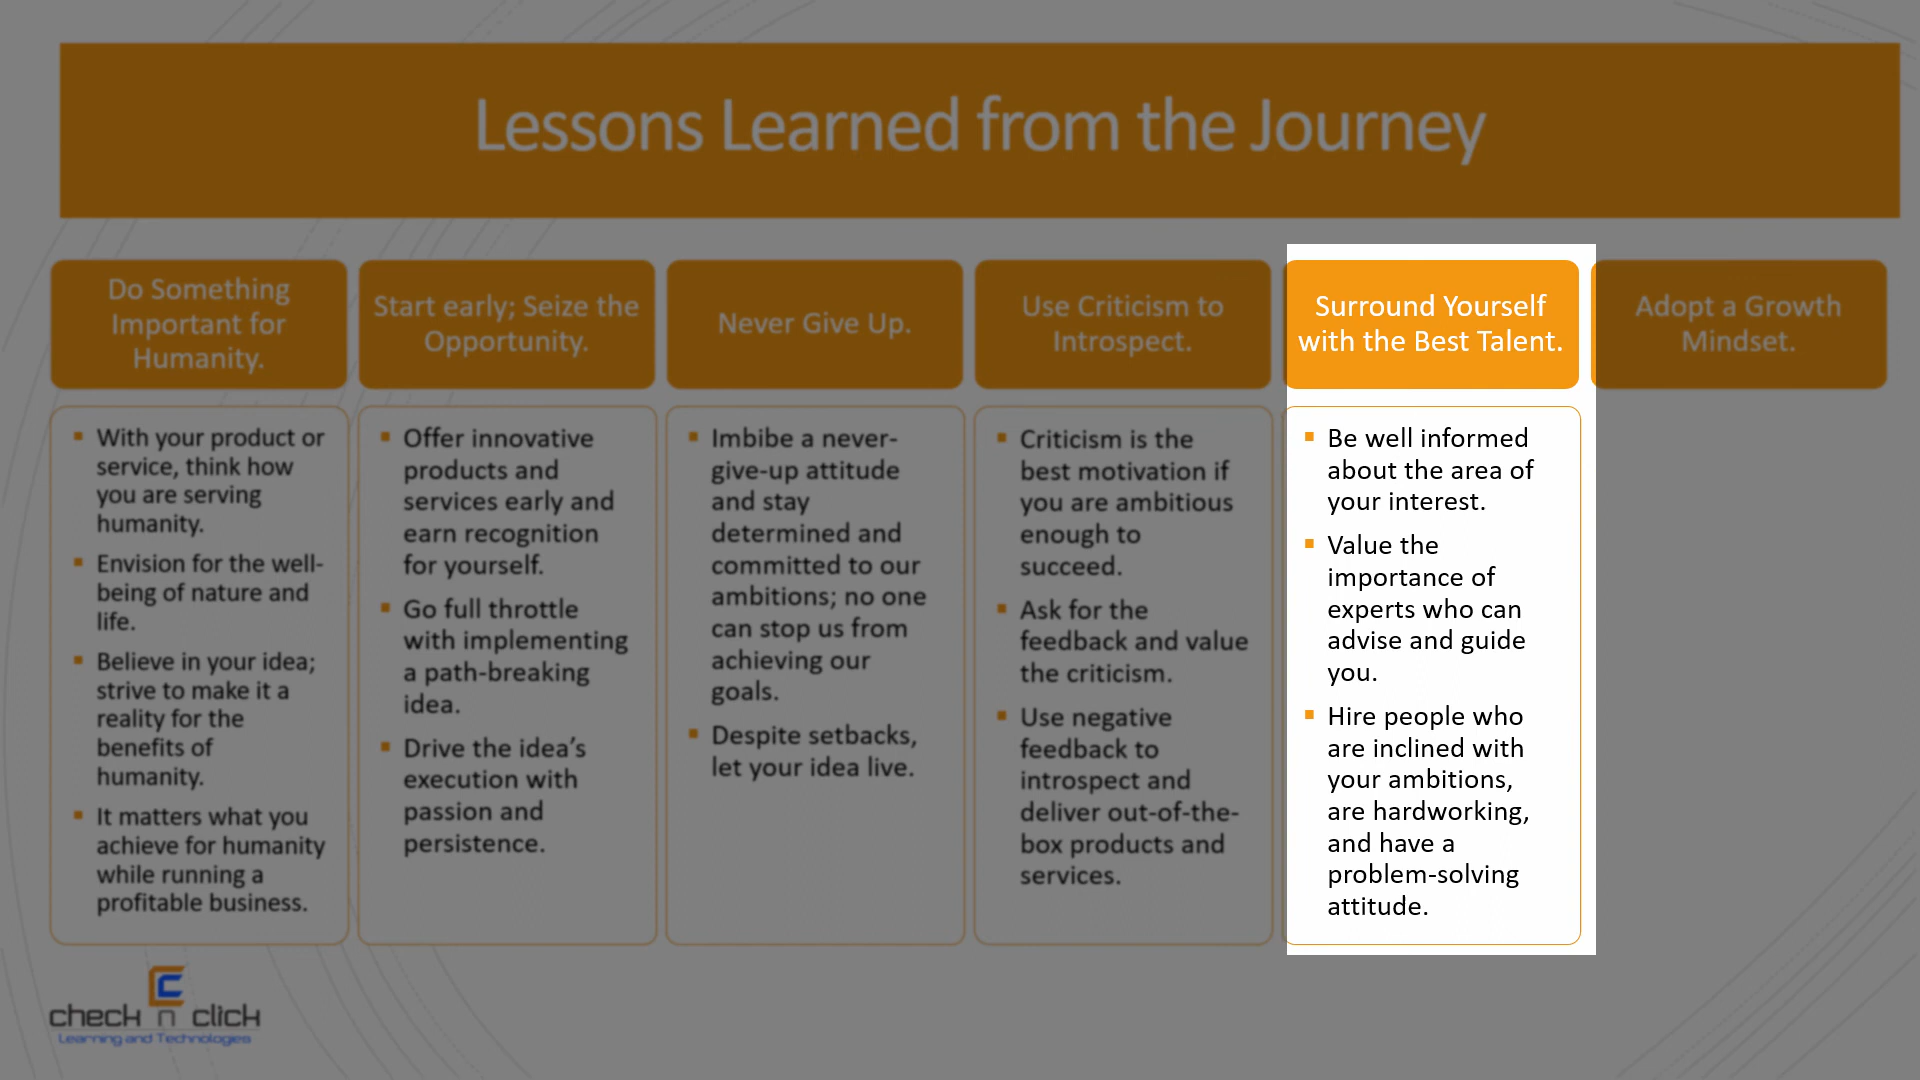 Lessons Learned from the Journey
Do Something
Important for
Humanity.
With your product or
service, think how
you are serving
humanity.
Envision for the well-
being of nature and
life.
Believe in your idea;
strive to make it a
reality for the
benefits of
humanity.
It matters what you
achieve for humanity
while running a
profitable business.
Start early; Seize the
Opportunity.
Offer innovative
products and
services early and
earn recognition
for yourself.
Go full throttle
with implementing
a path-breaking
idea.
Drive the idea’s
execution with
passion and
persistence.
Never Give Up.
Imbibe a never-
give-up attitude
and stay
determined and
committed to our
ambitions; no one
can stop us from
achieving our
goals.
Despite setbacks,
let your idea live.
Use Criticism to
Introspect.
Criticism is the
best motivation if
you are ambitious
enough to
succeed.
Ask for the
feedback and value
the criticism.
Use negative
feedback to
introspect and
deliver out-of-the-
box products and
services.
Surround Yourself
with the Best Talent.
Be well informed
about the area of
your interest.
Value the
importance of
experts who can
advise and guide
you.
Hire people who
are inclined with
your ambitions,
are hardworking,
and have a
problem-solving
attitude.
Adopt a Growth
Mindset.
check n click
Learning and Technologies